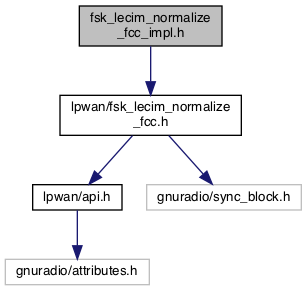 fsk_lecim_normalize
_fcc_impl.h
lpwan/fsk_lecim_normalize
_fcc.h
lpwan/api.h
gnuradio/sync_block.h
gnuradio/attributes.h